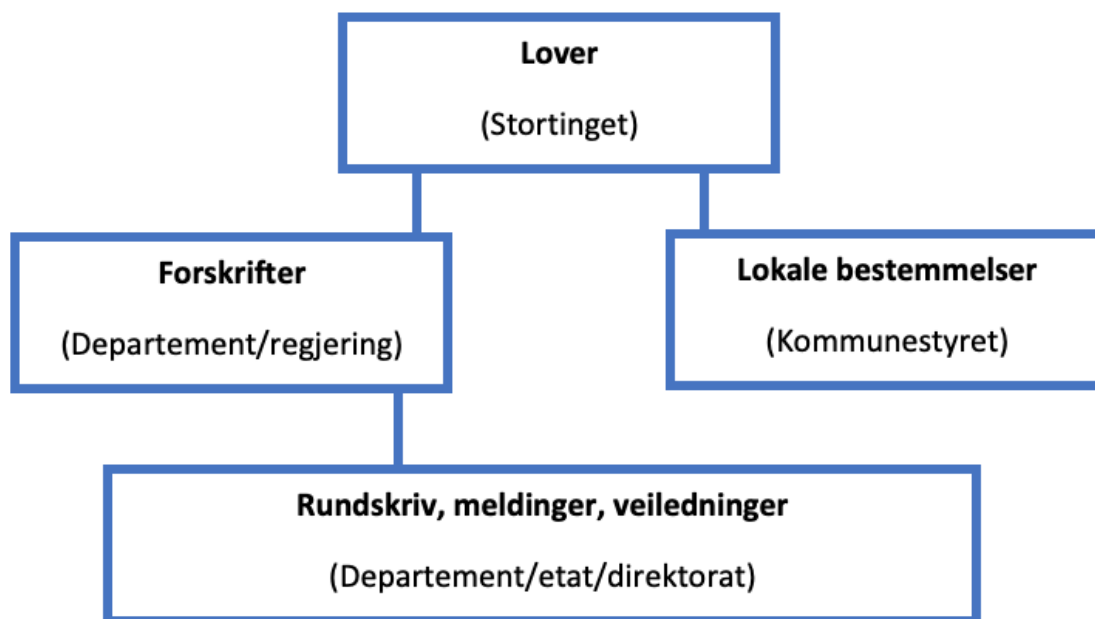 Lover
(Stortinget)
Forskrifter
(Departement/regjering)
Lokale bestemmelser
(Kommunestyret)
Rundskriv, meldinger, veiledninger
(Departement/etat/direktorat)